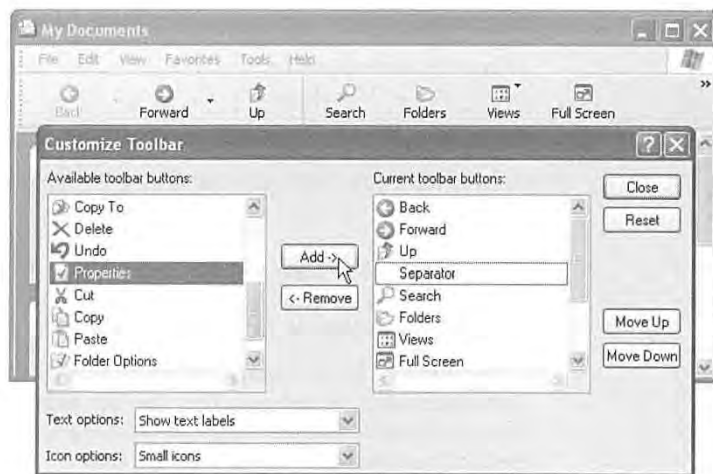 My Documents
File Edit View Favorites Tools Help
Back Forward Up Search Folders Views Full Screen »
Customize Toolbar
Available toolbar buttons:
Copy To
Delete
Undo
Properties
Cut
Copy
Paste
Folder Options
Add ->
<- Remove
Current toolbar buttons:
Back
Forward
Up
Separator
Search
Folders
Views
Full Screen
Close
Reset
Move Up
Move Down
Text options: Show text labels
Icon options: Small icons